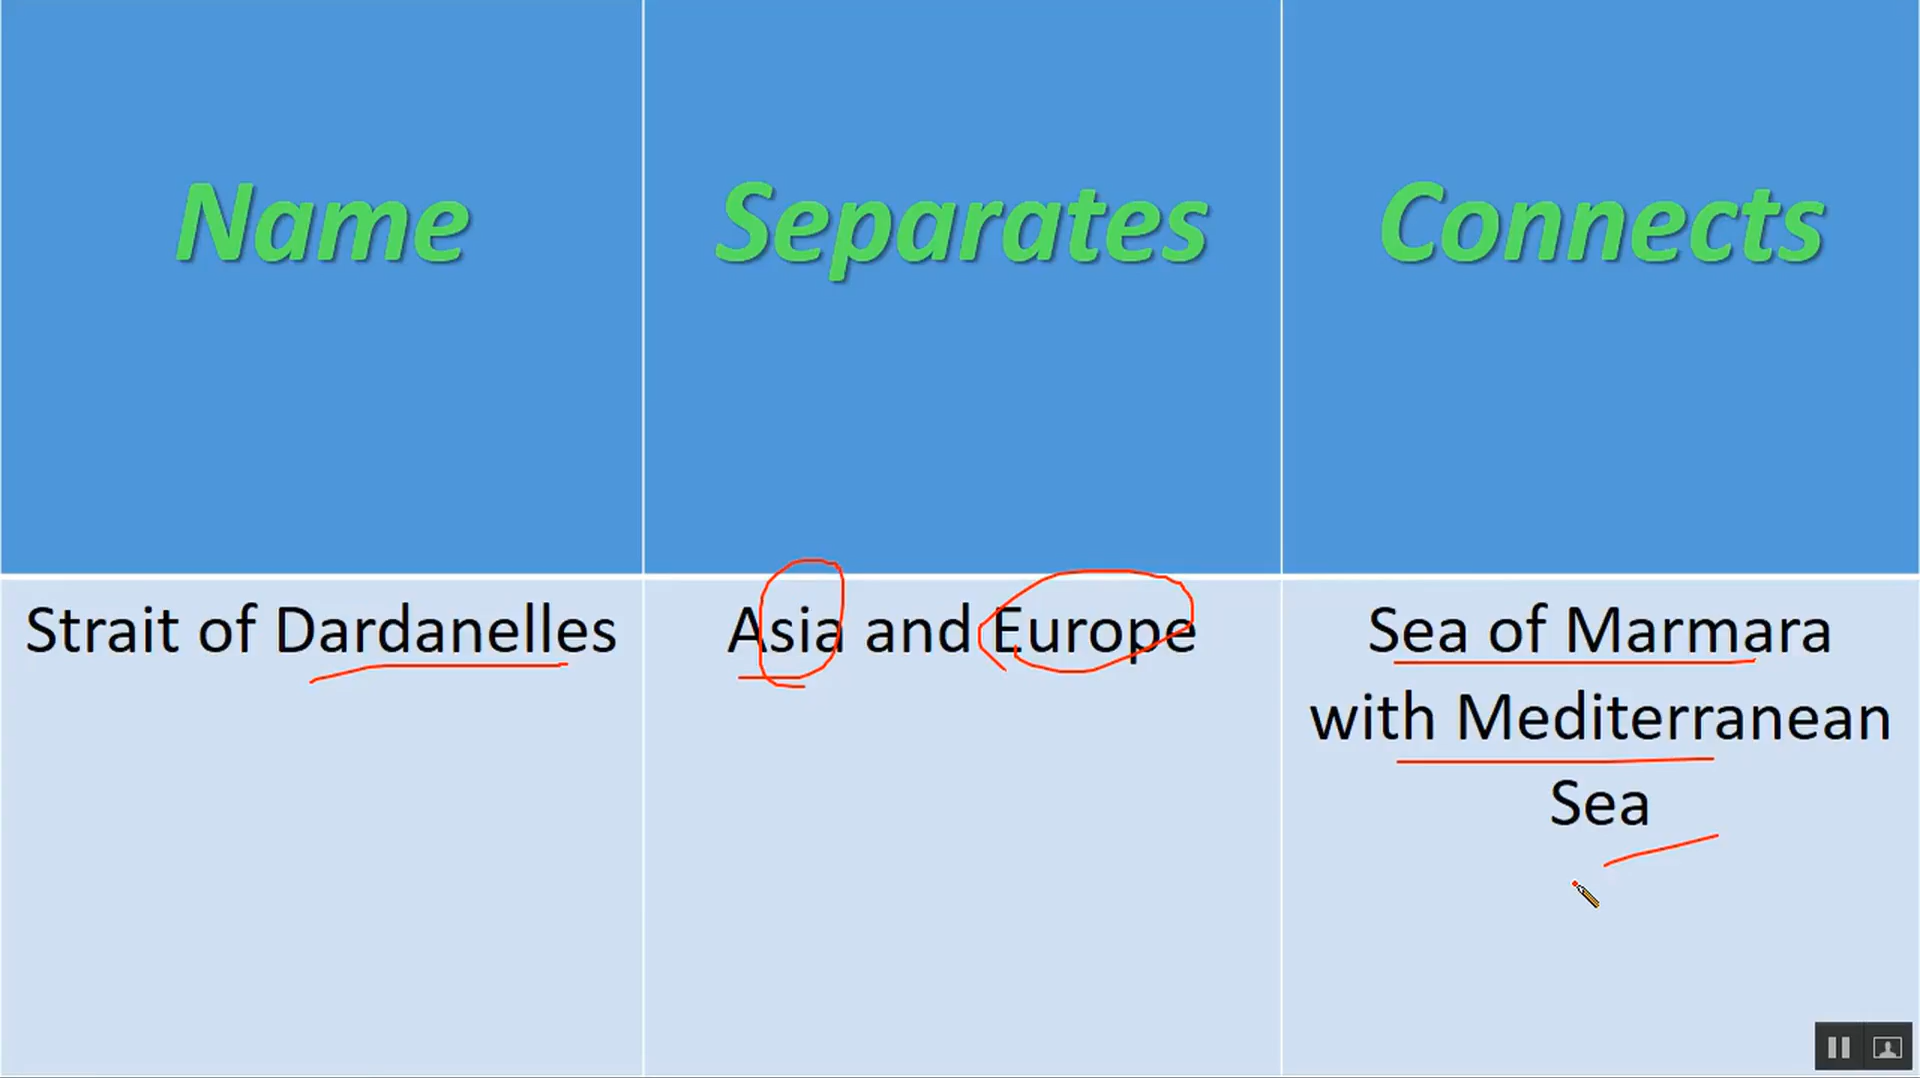 Name
Separates
Connects
Strait of Dardanelles
Asia and Europe
Sea of Marmara
with Mediterranean
Sea